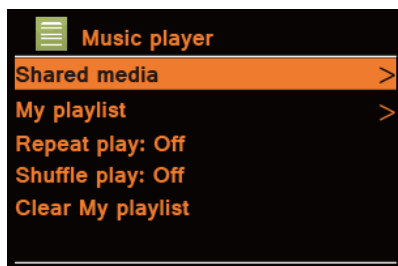 Music player
Shared media >
My playlist >
Repeat play: Off
Shuffle play: Off
Clear My playlist